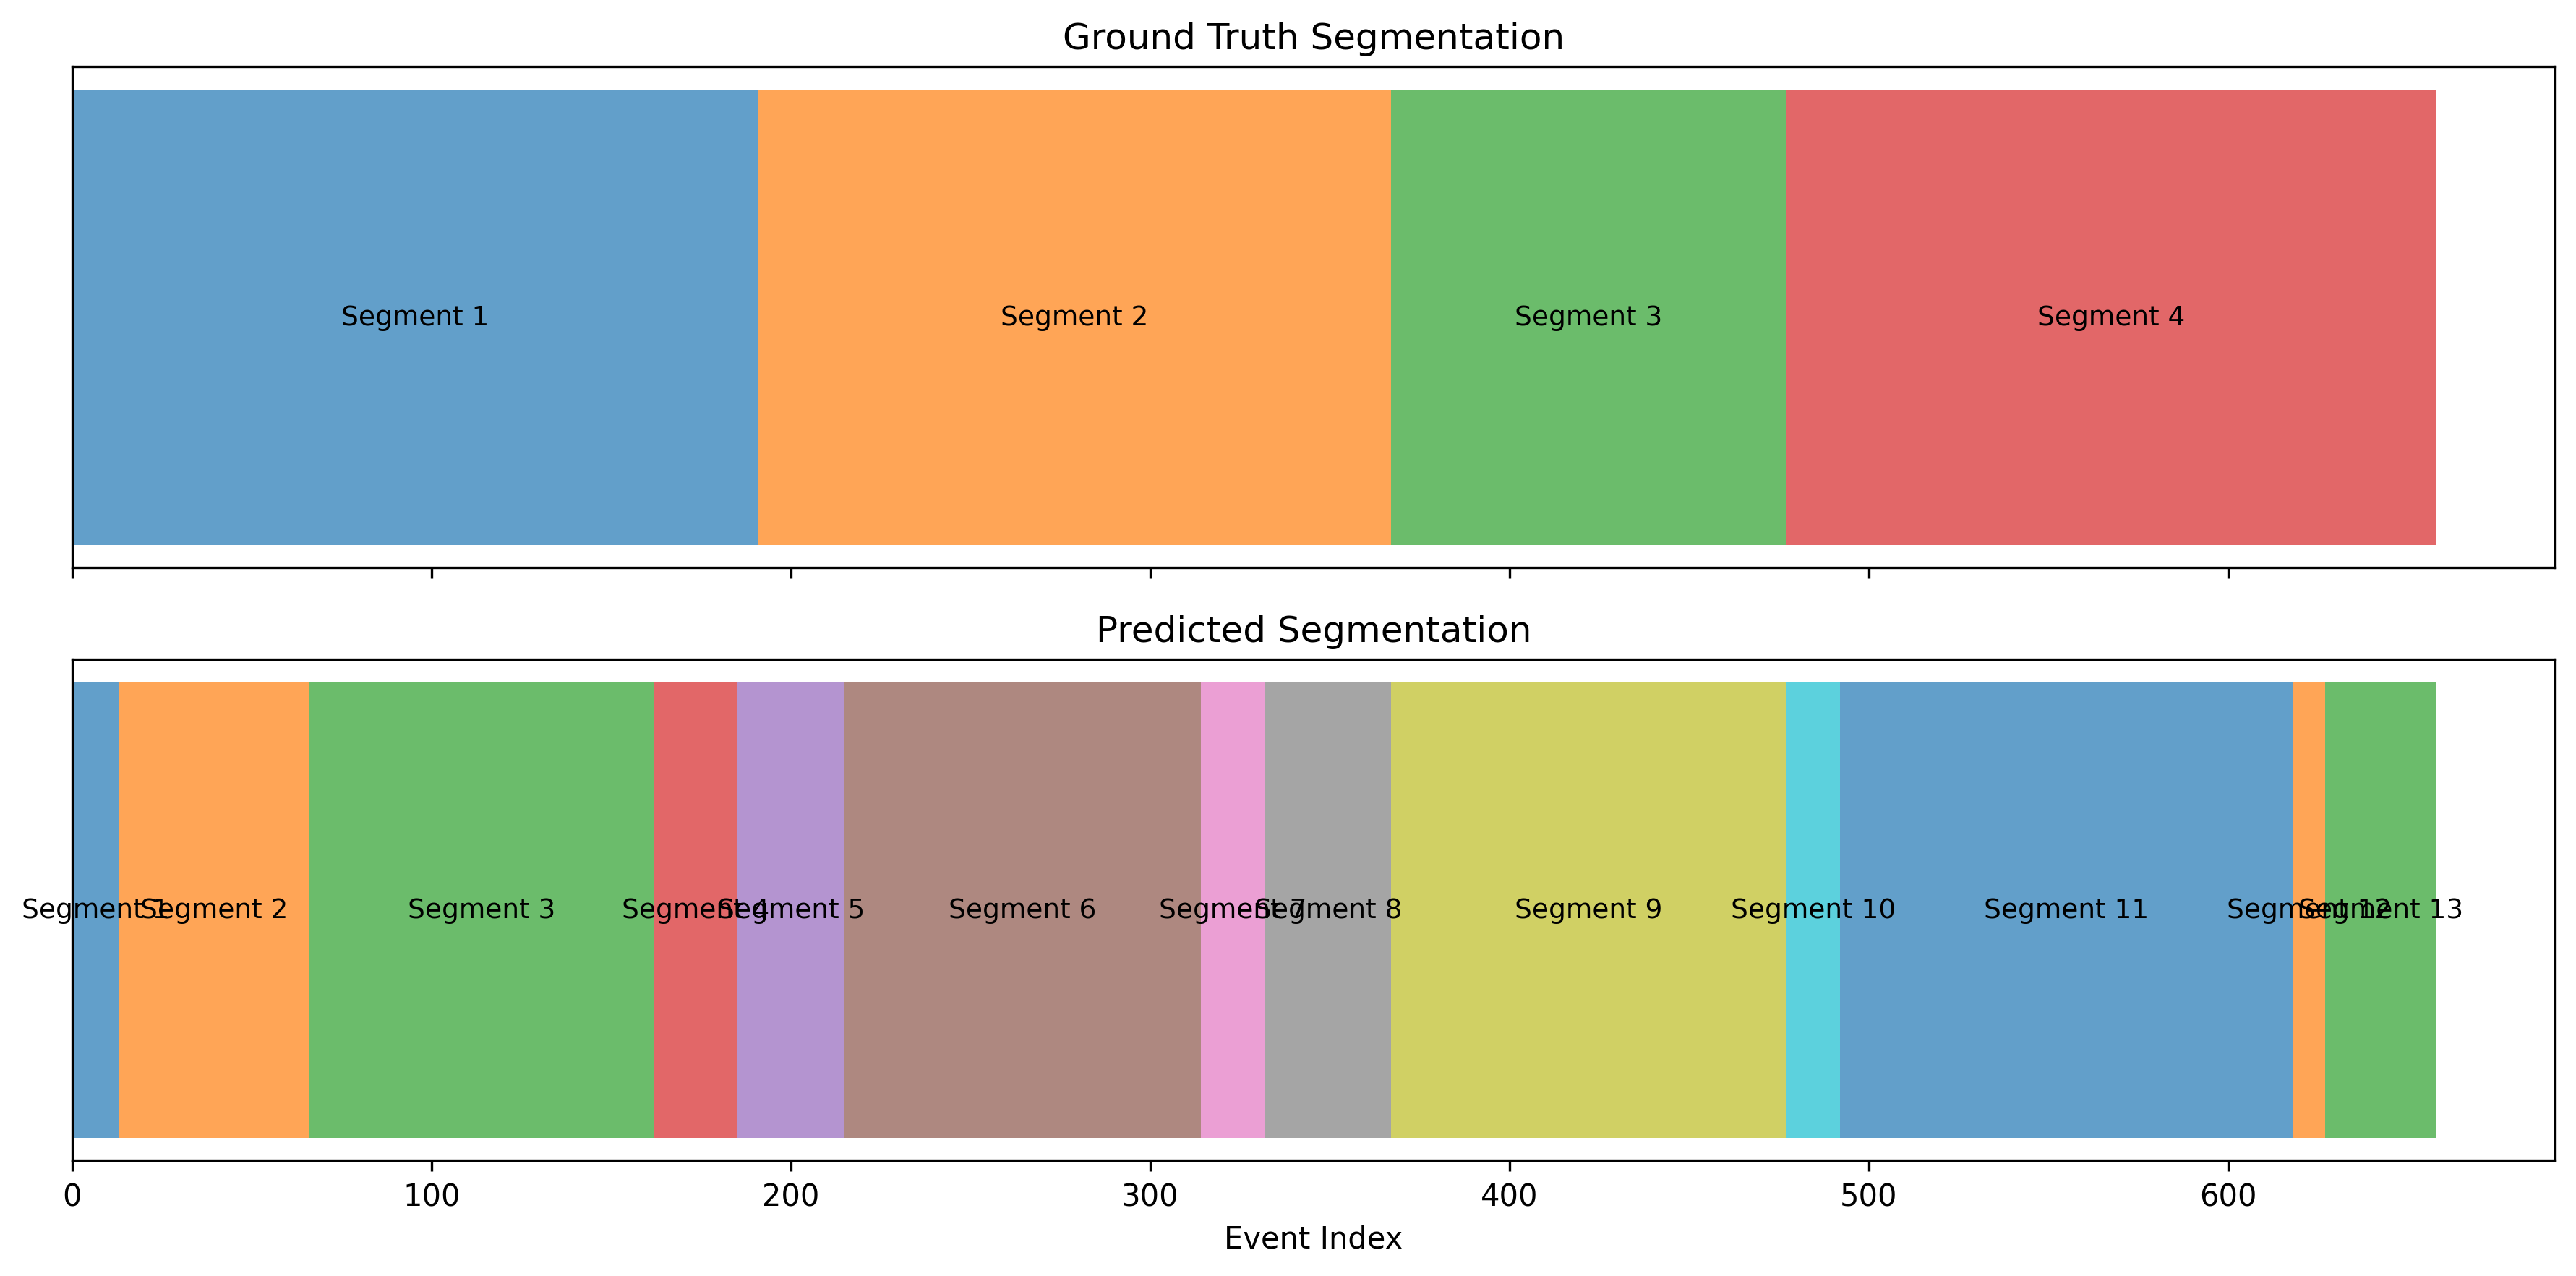 Ground Truth Segmentation
Segment 1 Segment 2 Segment 3 Segment 4
Predicted Segmentation
Segment 1 Segment 2 Segment 3 Segment 4 Segment 5 Segment 6 Segment 7 Segment 8 Segment 9 Segment 10 Segment 11 Segment 12 Segment 13
0 100 200 300 400 500 600
Event Index